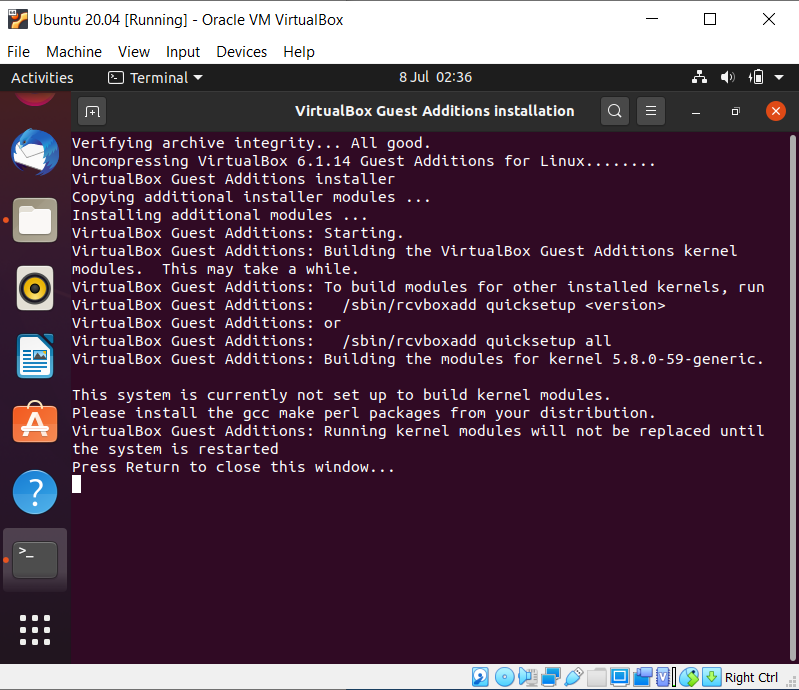 Ubuntu 20.04 [Running] - Oracle VM VirtualBox
File Machine View Input Devices Help
Activities Terminal 8 Jul 02:36
VirtualBox Guest Additions installation
Verifying archive integrity... All good.
Uncompressing VirtualBox 6.1.14 Guest Additions for Linux........
VirtualBox Guest Additions installer
Copying additional installer modules ...
Installing additional modules ...
VirtualBox Guest Additions: Starting.
VirtualBox Guest Additions: Building the VirtualBox Guest Additions kernel
modules.  This may take a while.
VirtualBox Guest Additions: To build modules for other installed kernels, run
VirtualBox Guest Additions:   /sbin/rcvboxadd quicksetup <version>
VirtualBox Guest Additions: or
VirtualBox Guest Additions:   /sbin/rcvboxadd quicksetup all
VirtualBox Guest Additions: Building the modules for kernel 5.8.0-59-generic.
This system is currently not set up to build kernel modules.
Please install the gcc make perl packages from your distribution.
VirtualBox Guest Additions: Running kernel modules will not be replaced until
the system is restarted
Press Return to close this window...
Right Ctrl